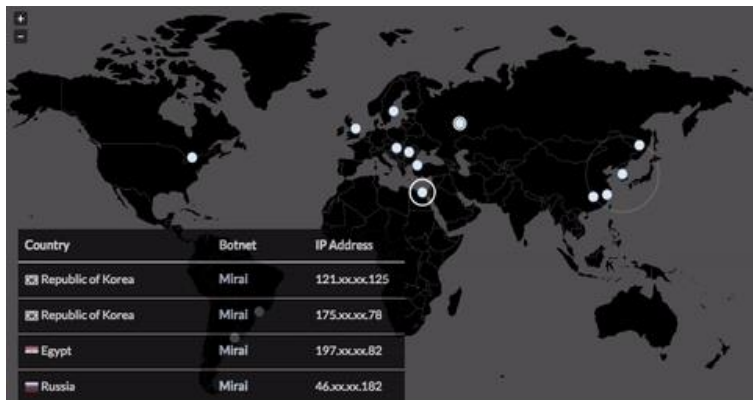 +
-
Country Botnet IP Address
Republic of Korea Mirai 121.xx.xx.125
Republic of Korea Mirai 175.xx.xx.78
Egypt Mirai 197.xx.xx.82
Russia Mirai 46.xx.xx.182